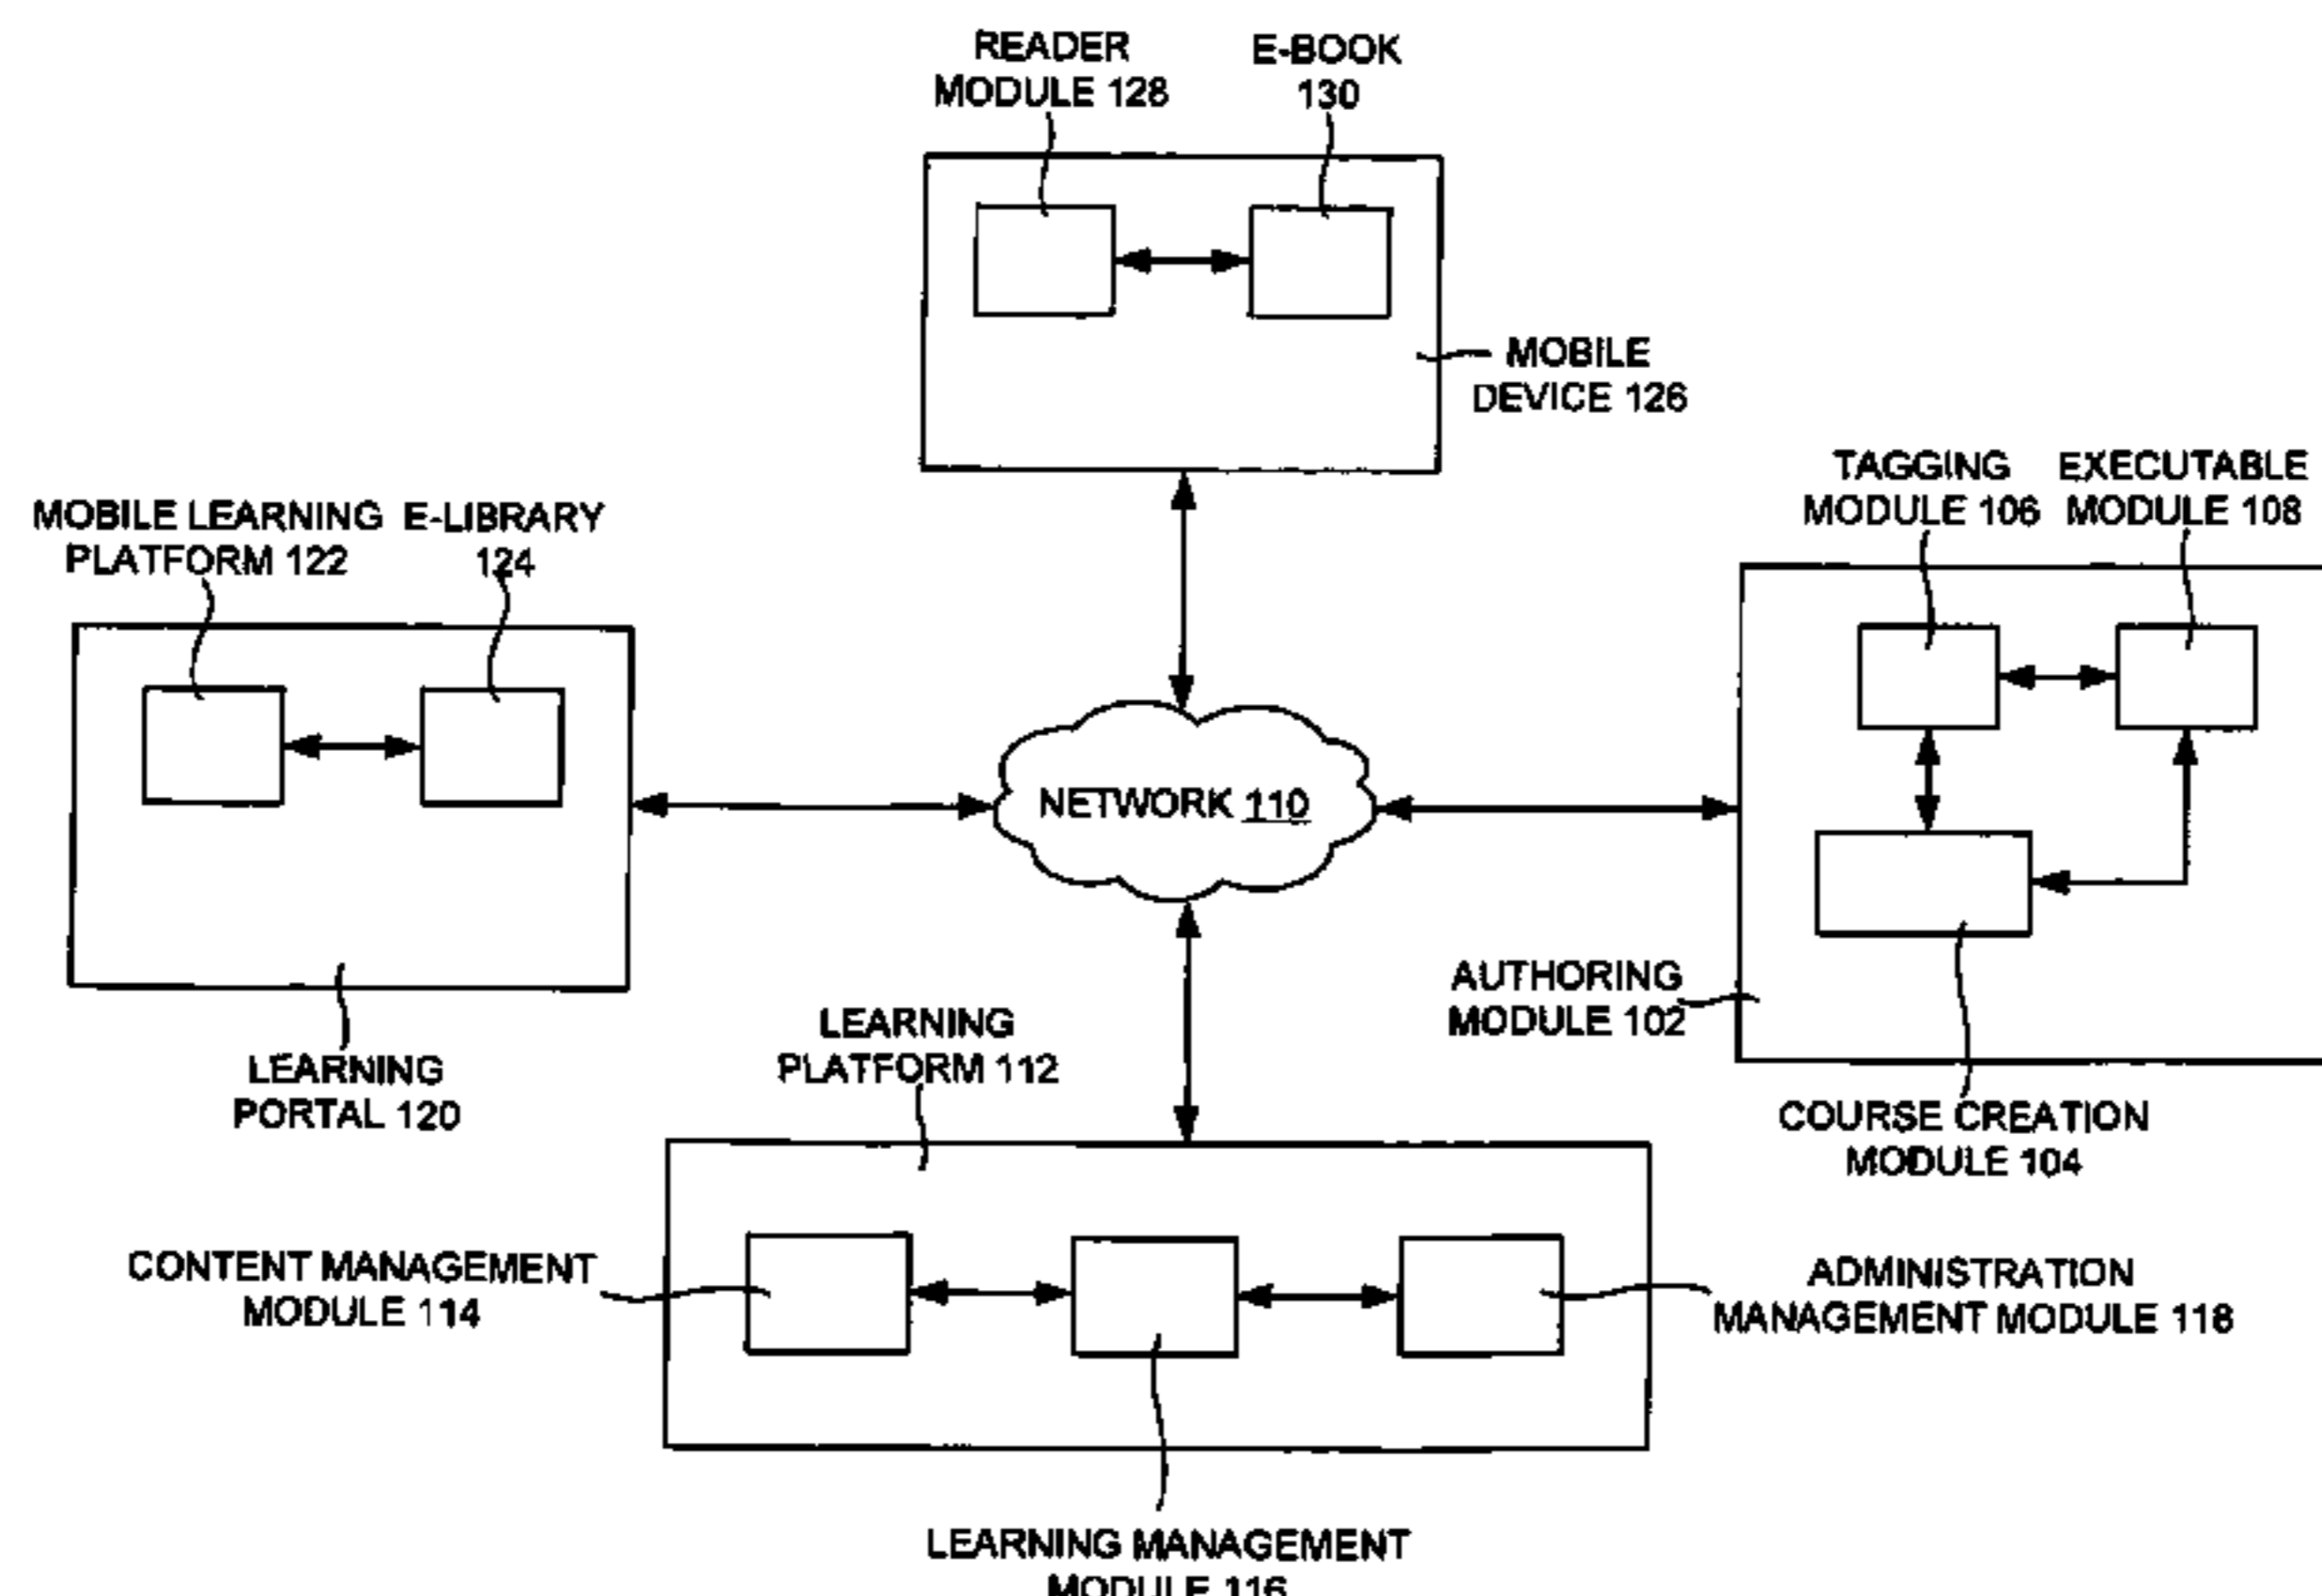 READER
MODULE 128
E-BOOK
130
MOBILE
DEVICE 126
TAGGING
MODULE 106
EXECUTABLE
MODULE 108
MOBILE LEARNING
PLATFORM 122
E-LIBRARY
124
NETWORK 110
AUTHORING
MODULE 102
LEARNING
PORTAL 120
LEARNING
PLATFORM 112
COURSE CREATION
MODULE 104
CONTENT MANAGEMENT
MODULE 114
ADMINISTRATION
MANAGEMENT MODULE 118
LEARNING MANAGEMENT
MODULE 116